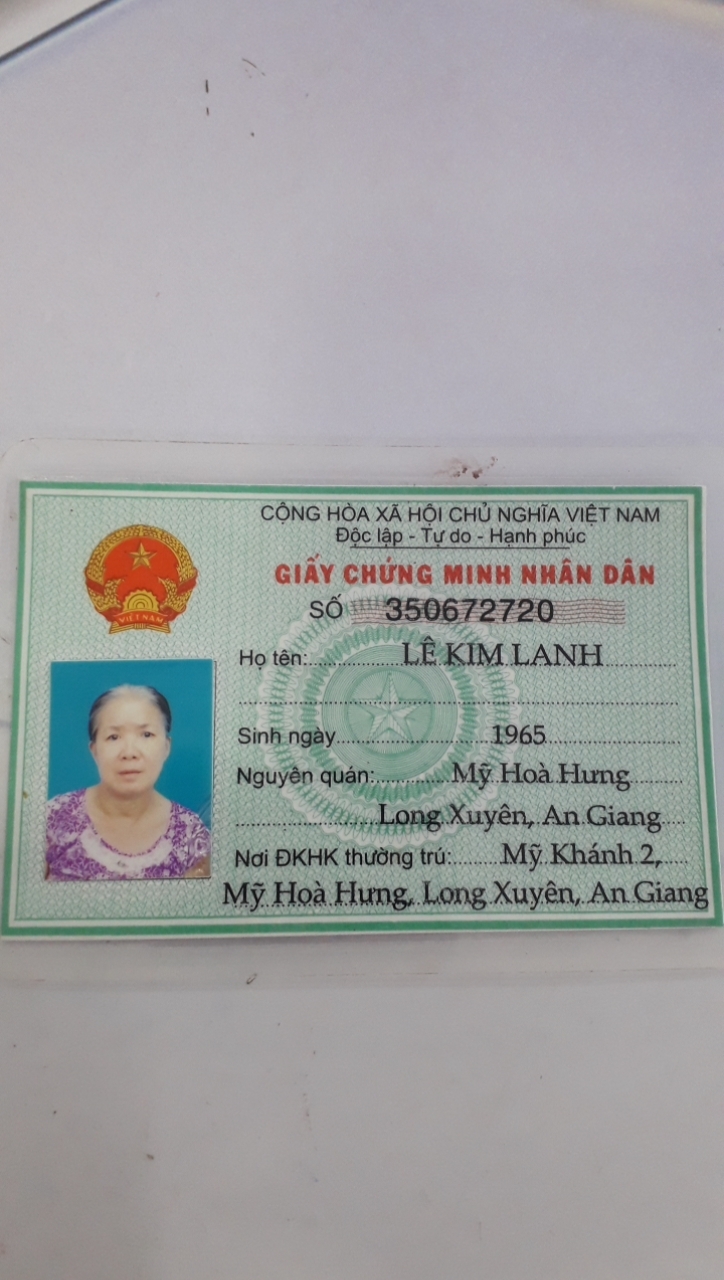 CỘNG HÒA XÃ HỘI CHỦ NGHĨA VIỆT NAM
Độc lập - Tự do - Hạnh phúc
GIẤY CHỨNG MINH NHÂN DÂN
SỐ 350672720
Họ tên: LÊ KIM LANH
Sinh ngày 1965
Nguyên quán: Mỹ Hoà Hưng
Long Xuyên, An Giang
Nơi ĐKHK thường trú: Mỹ Khánh 2,
Mỹ Hoà Hưng, Long Xuyên, An Giang
VIỆT NAM